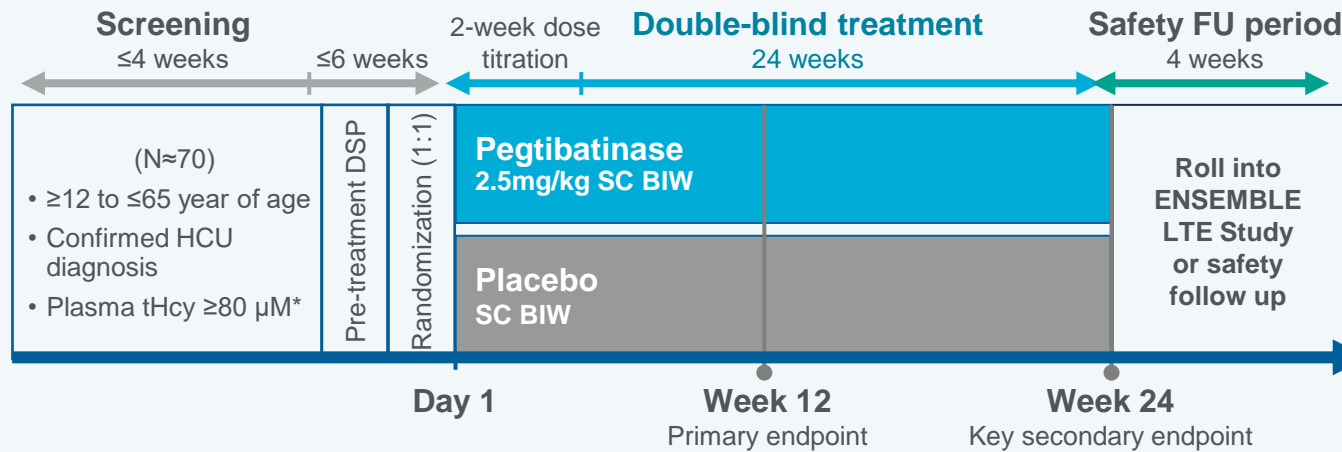 Screening
≤4 weeks
≤6 weeks
2-week dose
titration
Double-blind treatment
24 weeks
Safety FU period
4 weeks
(N≈70)
• ≥12 to ≤65 year of age
• Confirmed HCU
diagnosis
• Plasma tHcy ≥80 µM*
Pre-treatment DSP
Randomization (1:1)
Pegtibatinase
2.5mg/kg SC BIW
Placebo
SC BIW
Roll into
ENSEMBLE
LTE Study
or safety
follow up
Day 1
Week 12
Primary endpoint
Week 24
Key secondary endpoint